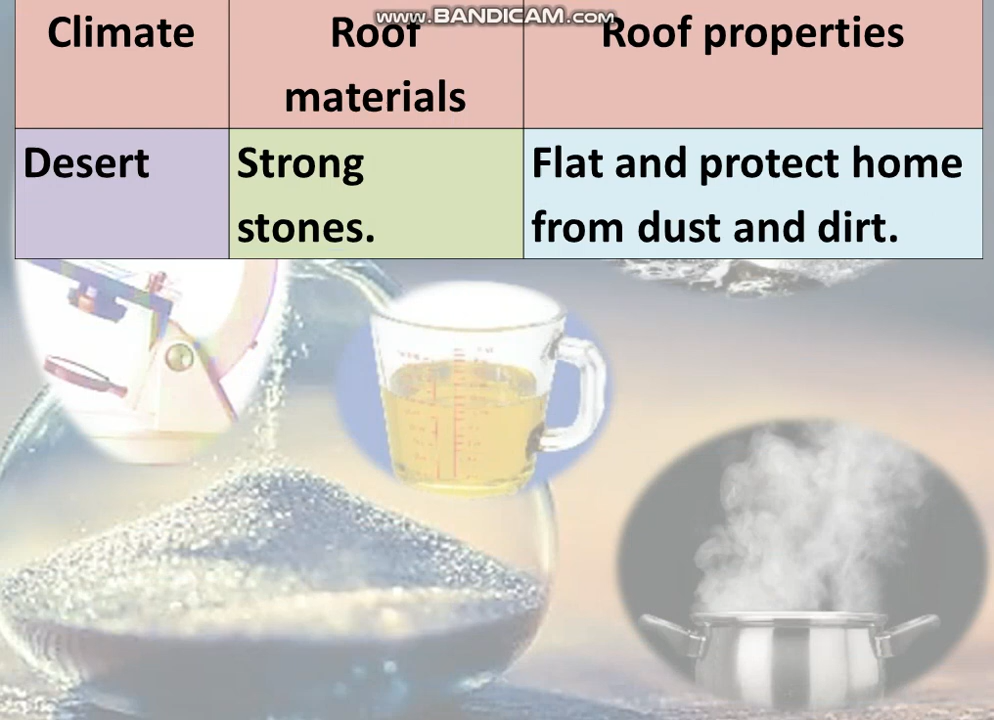 www.BANDICAM.com
Climate
Roof
materials
Roof properties
Desert
Strong
stones.
Flat and protect home
from dust and dirt.